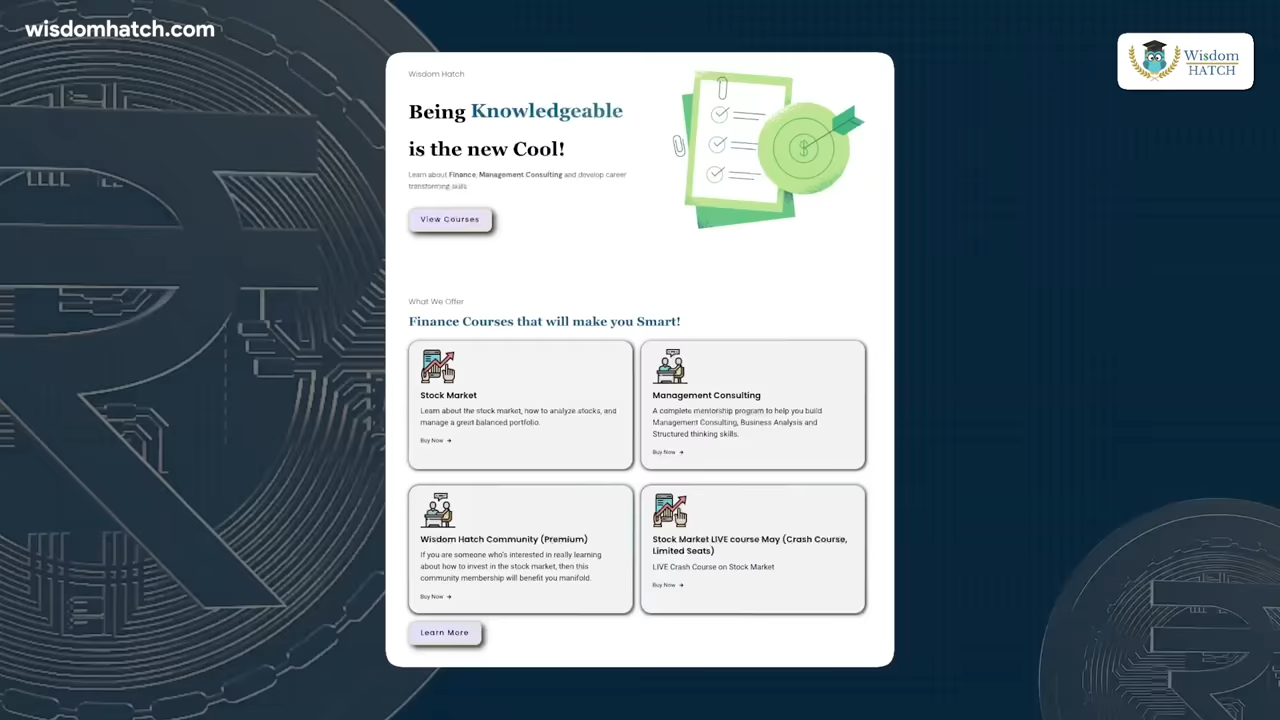 wisdomhatch.com
Wisdom
HATCH
Wisdom Hatch
Being Knowledgeable
is the new Cool!
Learn about Finance, Management Consulting and develop career
transforming skills
View Courses
$
What We Offer
Finance Courses that will make you Smart!
Stock Market
Learn about the stock market, how to analyze stocks, and
manage a great balanced portfolio.
Buy Now →
Management Consulting
A complete mentorship program to help you build
Management Consulting, Business Analysis and
Structured thinking skills.
Buy Now →
Wisdom Hatch Community (Premium)
If you are someone who's interested in really learning
about how to invest in the stock market, then this
community membership will benefit you manifold.
Buy Now →
Stock Market LIVE course May (Crash Course,
Limited Seats)
LIVE Crash Course on Stock Market
Buy Now →
Learn More